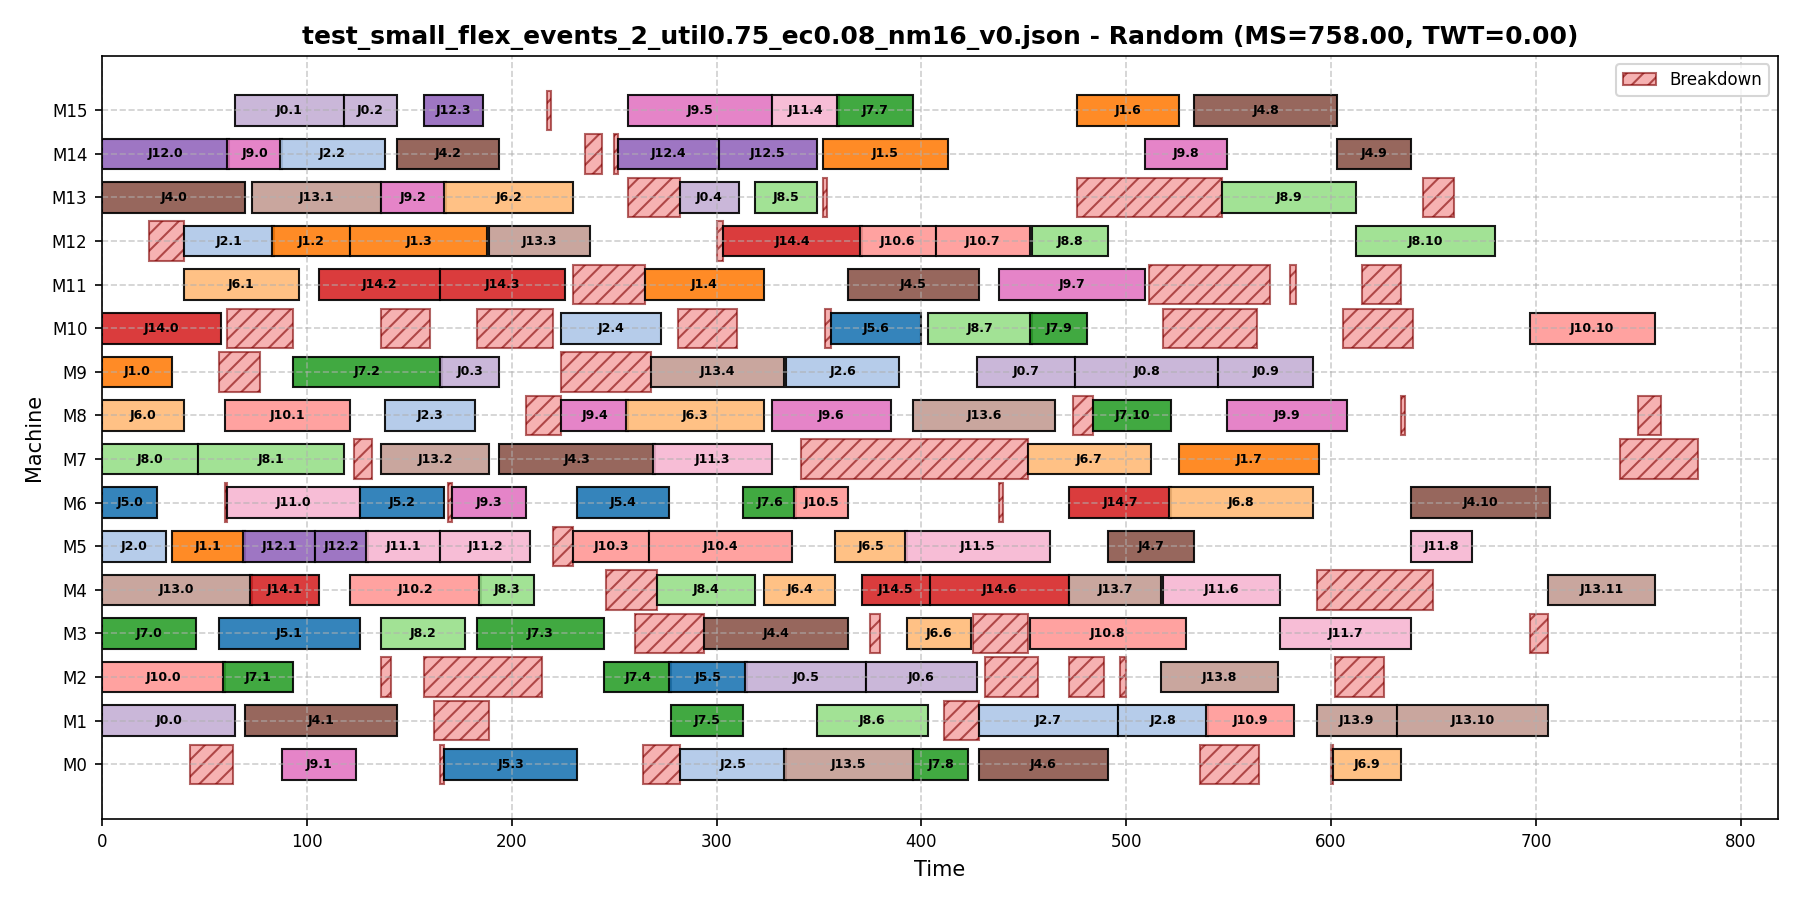 test_small_flex_events_2_util0.75_ec0.08_nm16_v0.json - Random (MS=758.00, TWT=0.00)
Breakdown
Machine
M15 J0.1 J0.2 J12.3 J9.5 J11.4 J7.7 J1.6 J4.8
M14 J12.0 J9.0 J2.2 J4.2 J12.4 J12.5 J1.5 J9.8 J4.9
M13 J4.0 J13.1 J9.2 J6.2 J0.4 J8.5 J8.9
M12 J2.1 J1.2 J1.3 J13.3 J14.4 J10.6 J10.7 J8.8 J8.10
M11 J6.1 J14.2 J14.3 J1.4 J4.5 J9.7
M10 J14.0 J2.4 J5.6 J8.7 J7.9 J10.10
M9 J1.0 J7.2 J0.3 J13.4 J2.6 J0.7 J0.8 J0.9
M8 J6.0 J10.1 J2.3 J9.4 J6.3 J9.6 J13.6 J7.10 J9.9
M7 J8.0 J8.1 J13.2 J4.3 J11.3 J6.7 J1.7
M6 J5.0 J11.0 J5.2 J9.3 J5.4 J7.6 J10.5 J14.7 J6.8 J4.10
M5 J2.0 J1.1 J12.1 J12.2 J11.1 J11.2 J10.3 J10.4 J6.5 J11.5 J4.7 J11.8
M4 J13.0 J14.1 J10.2 J8.3 J8.4 J6.4 J14.5 J14.6 J13.7 J11.6 J13.11
M3 J7.0 J5.1 J8.2 J7.3 J4.4 J6.6 J10.8 J11.7
M2 J10.0 J7.1 J7.4 J5.5 J0.5 J0.6 J13.8
M1 J0.0 J4.1 J7.5 J8.6 J2.7 J2.8 J10.9 J13.9 J13.10
M0 J9.1 J5.3 J2.5 J13.5 J7.8 J4.6 J6.9
0 100 200 300 400 500 600 700 800
Time